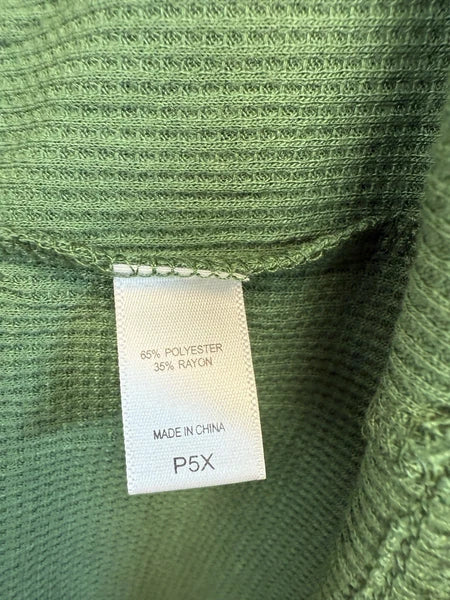 65% POLYESTER
35% RAYON
MADE IN CHINA
P5X